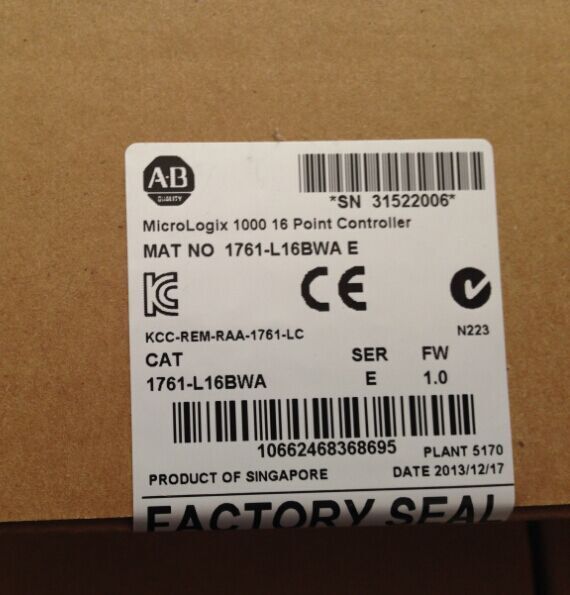 A·B
QUALITY
*SN 31522006*
MicroLogix 1000 16 Point Controller
MAT NO 1761-L16BWA E
KC CE
KCC-REM-RAA-1761-LC N223
CAT SER FW
1761-L16BWA E 1.0
10662468368695 PLANT 5170
PRODUCT OF SINGAPORE DATE 2013/12/17
FACTORY SEAL